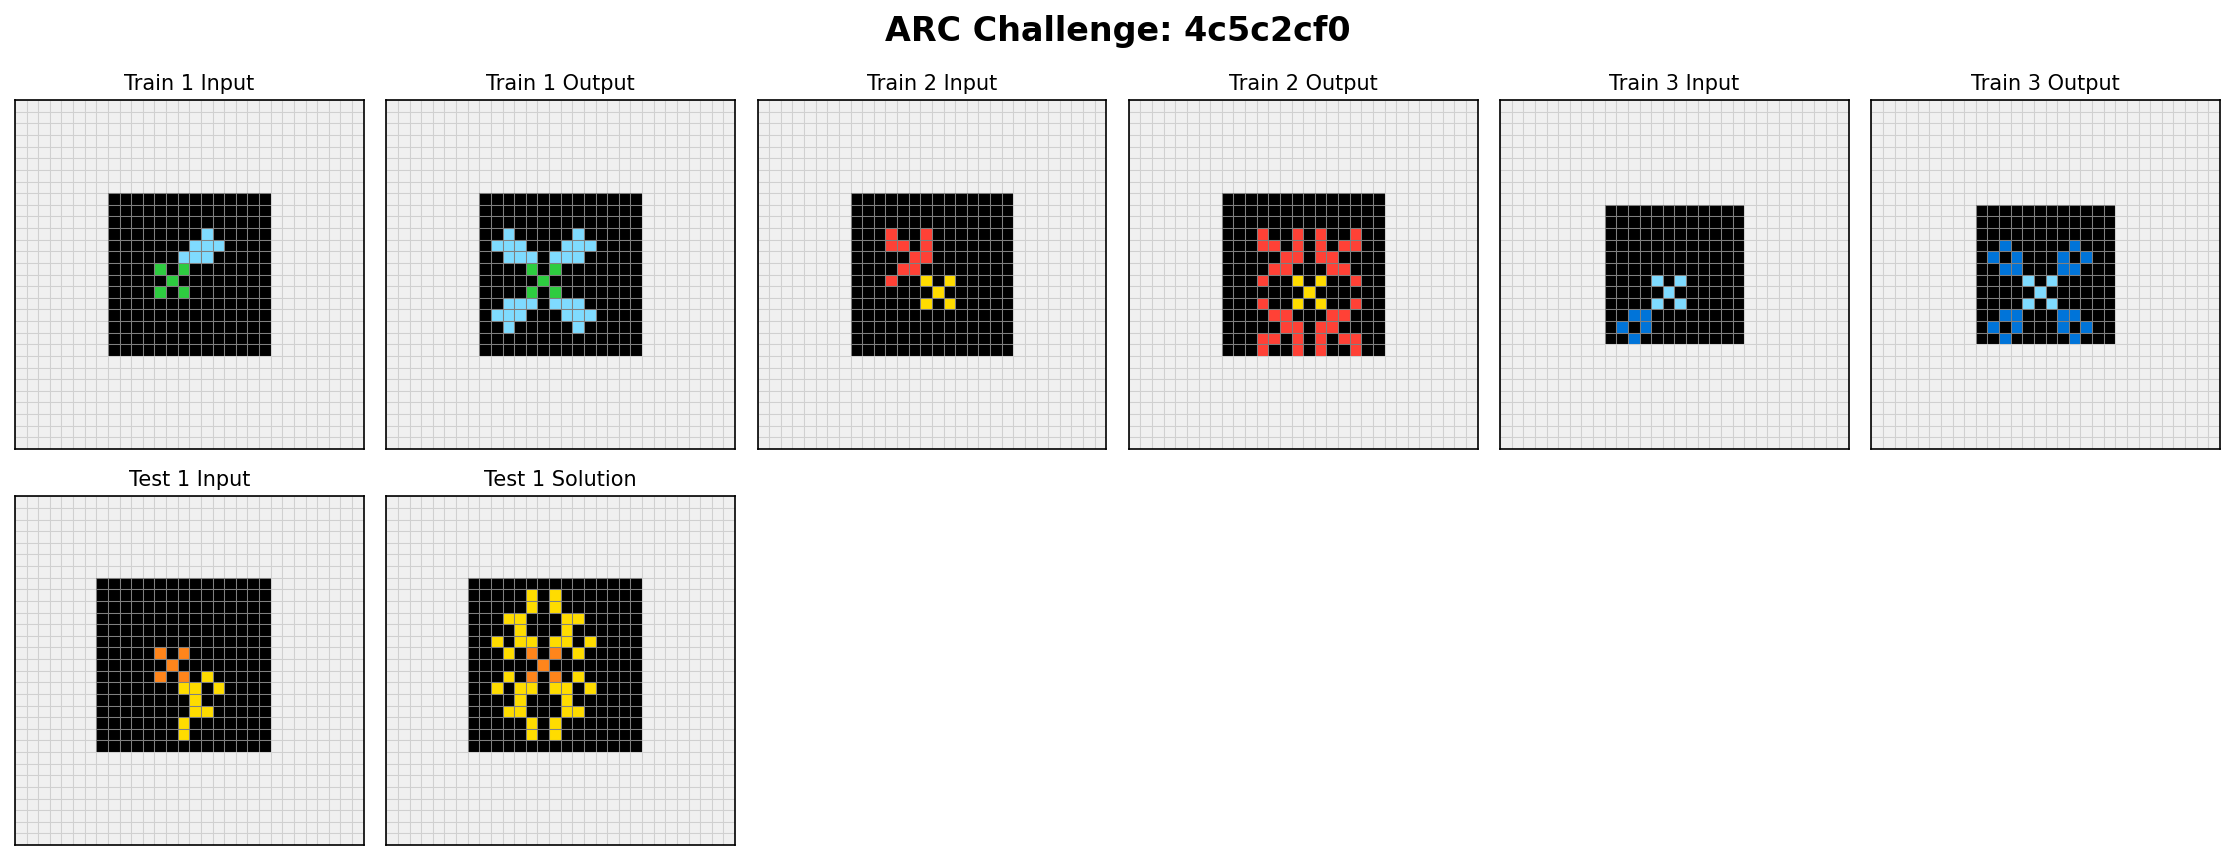 ARC Challenge: 4c5c2cf0
Train 1 Input
Train 1 Output
Train 2 Input
Train 2 Output
Train 3 Input
Train 3 Output
Test 1 Input
Test 1 Solution